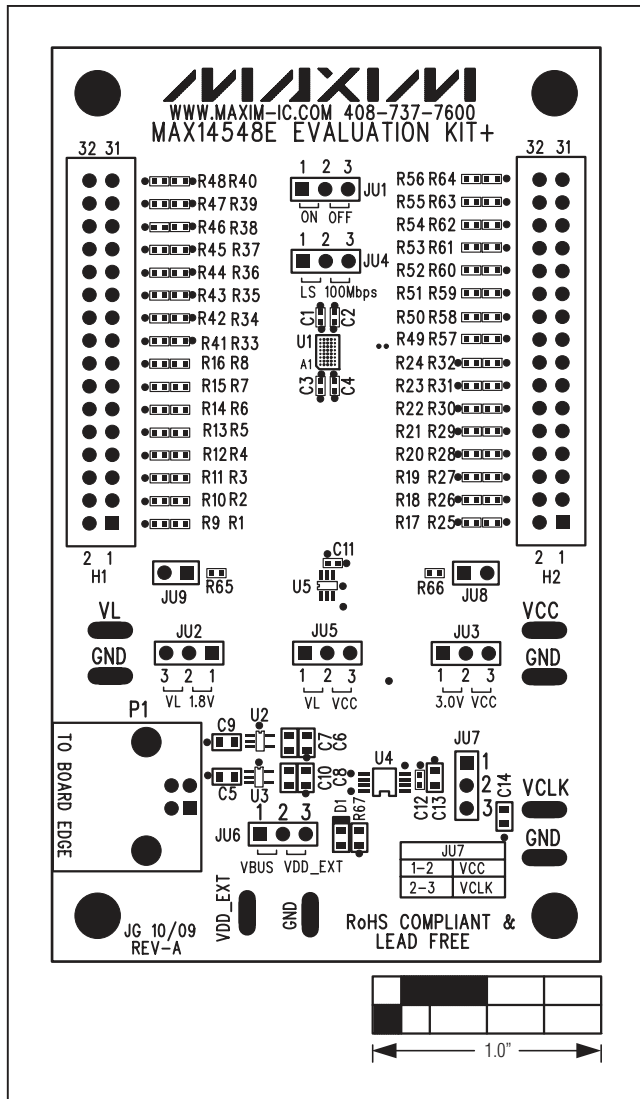 MAXIM
WWW.MAXIM-IC.COM 408-737-7600
MAX14548E EVALUATION KIT+
32 31
1 2 3
JU1
ON OFF
32 31
R48 R40
R47 R39
R46 R38
R45 R37
R44 R36
R43 R35
R42 R34
R41 R33
R16 R8
R15 R7
R14 R6
R13 R5
R12 R4
R11 R3
R10 R2
R9 R1
2 1
H1
1 2 3
JU4
LS 100Mbps
C1 C2
U1
A1
C3 C4
R56 R64
R55 R63
R54 R62
R53 R61
R52 R60
R51 R59
R50 R58
R49 R57
R24 R32
R23 R31
R22 R30
R21 R29
R20 R28
R19 R27
R18 R26
R17 R25
2 1
H2
JU9
R65
C11
U5
R66
JU8
VL
GND
JU2
3 2 1
VL 1.8V
JU5
1 2 3
VL VCC
JU3
1 2 3
3.0V VCC
VCC
GND
P1
TO BOARD EDGE
C9
U2
C7 C6
C5
U3
C10 C8
U4
C12 C13
JU7
1
2
3
C14
VCLK
GND
JU6
1 2 3
VBUS VDD_EXT
D1
R67
JU7
1-2 VCC
2-3 VCLK
VDD_EXT
GND
JG 10/09
REV-A
RoHS COMPLIANT &
LEAD FREE
1.0"